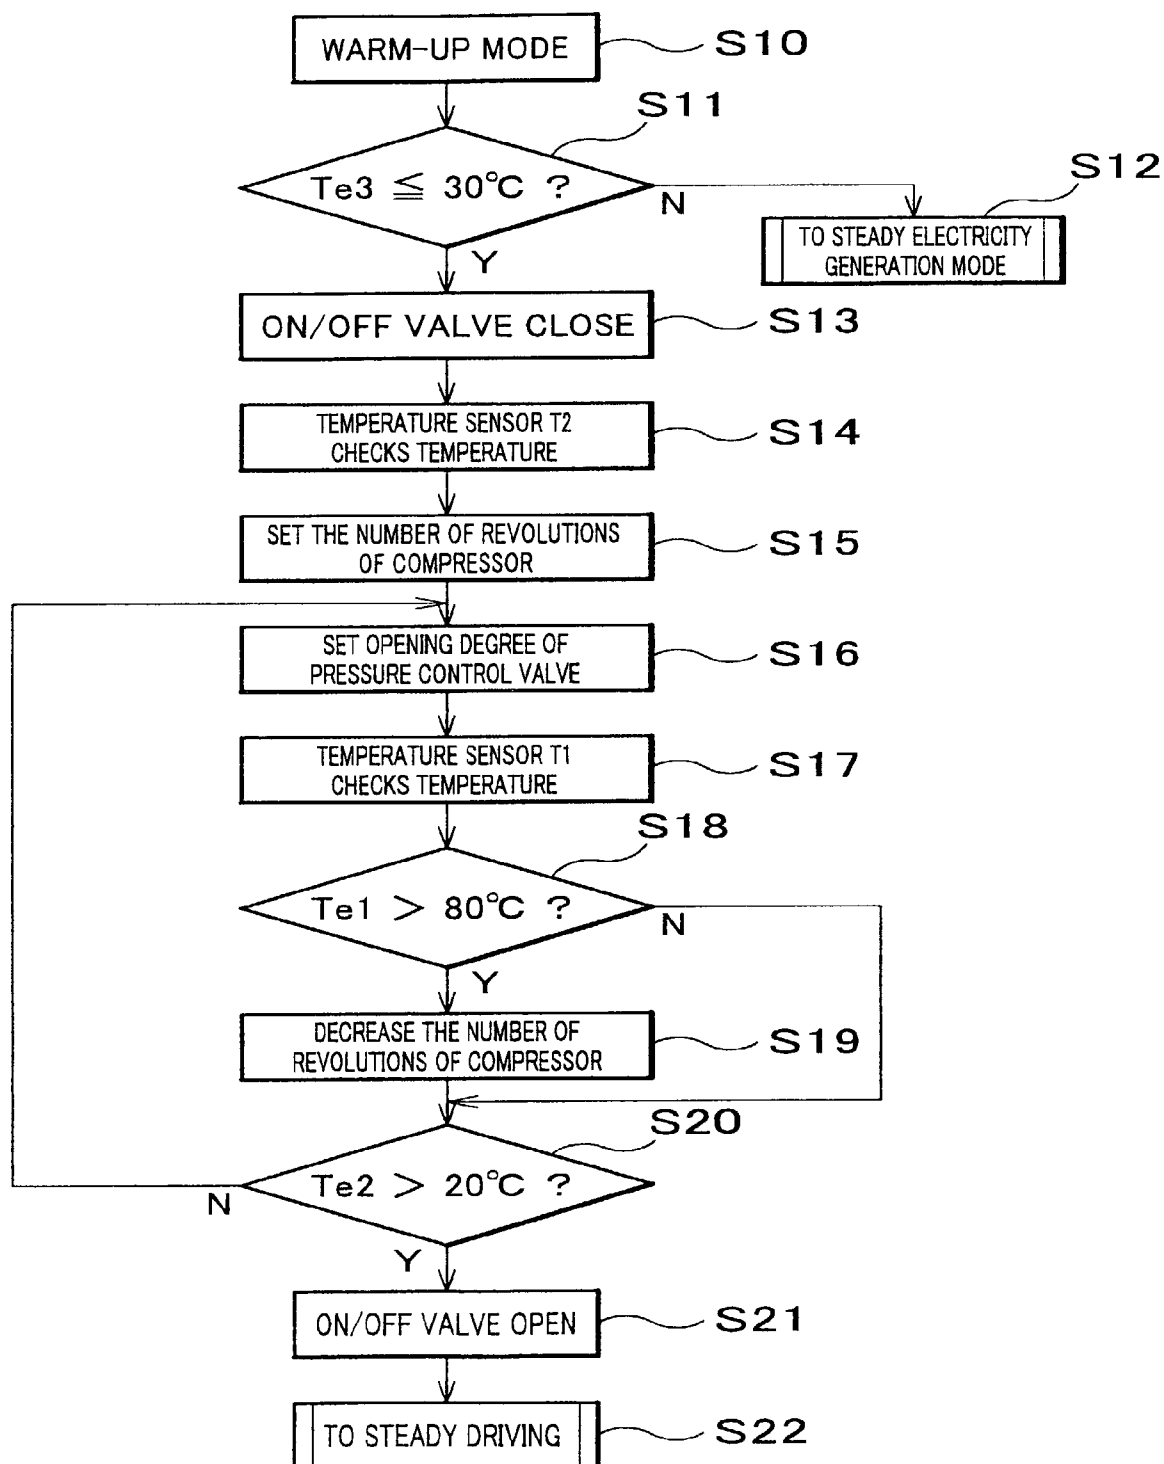 WARM-UP MODE
S10
S11
Te3 ≦ 30°C ?
N
S12
TO STEADY ELECTRICITY
GENERATION MODE
Y
ON/OFF VALVE CLOSE
S13
TEMPERATURE SENSOR T2
CHECKS TEMPERATURE
S14
SET THE NUMBER OF REVOLUTIONS
OF COMPRESSOR
S15
SET OPENING DEGREE OF
PRESSURE CONTROL VALVE
S16
TEMPERATURE SENSOR T1
CHECKS TEMPERATURE
S17
S18
Te1 > 80°C ?
N
Y
DECREASE THE NUMBER OF
REVOLUTIONS OF COMPRESSOR
S19
S20
Te2 > 20°C ?
N
Y
ON/OFF VALVE OPEN
S21
TO STEADY DRIVING
S22